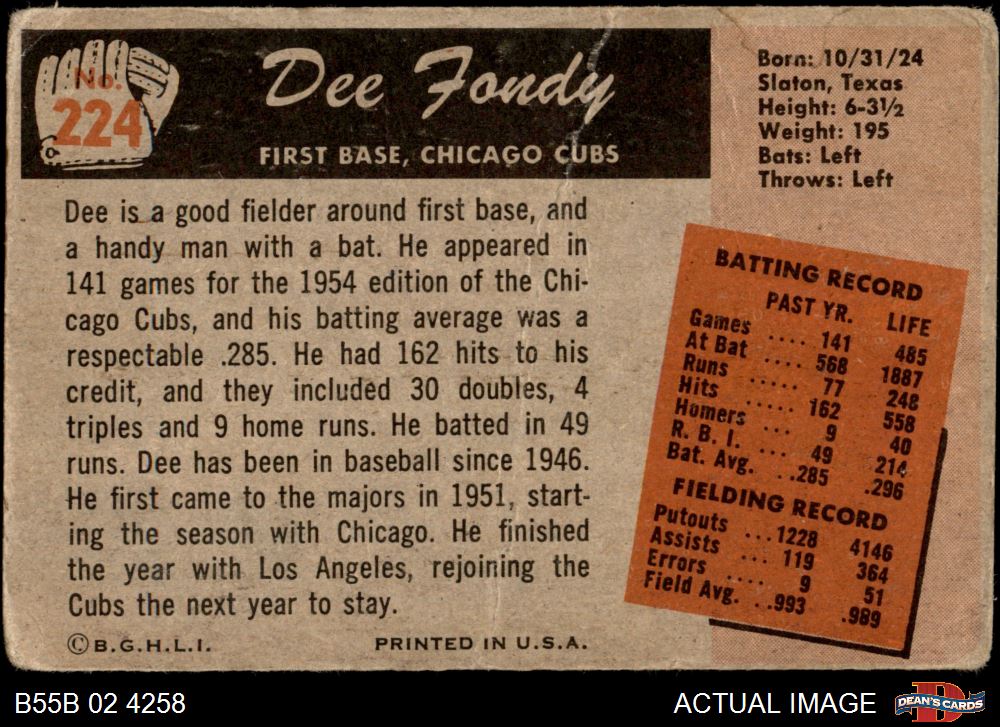 No.
224
Dee Fondy
FIRST BASE, CHICAGO CUBS
Born: 10/31/24
Slaton, Texas
Height: 6-3½
Weight: 195
Bats: Left
Throws: Left
Dee is a good fielder around first base, and
a handy man with a bat. He appeared in
141 games for the 1954 edition of the Chi-
cago Cubs, and his batting average was a
respectable .285. He had 162 hits to his
credit, and they included 30 doubles, 4
triples and 9 home runs. He batted in 49
runs. Dee has been in baseball since 1946.
He first came to the majors in 1951, start-
ing the season with Chicago. He finished
the year with Los Angeles, rejoining the
Cubs the next year to stay.
BATTING RECORD
PAST YR. LIFE
Games .... 141 485
At Bat .... 568 1887
Runs ..... 77 248
Hits ..... 162 558
Homers ... 9 40
R. B. I. ... 49 214
Bat. Avg. ..285 .296
FIELDING RECORD
Putouts ...1228 4146
Assists ... 119 364
Errors .... 9 51
Field Avg. ..993 .989
©B.G.H.L.I. PRINTED IN U.S.A.
B55B 02 4258
ACTUAL IMAGE
D
DEAN'S CARDS